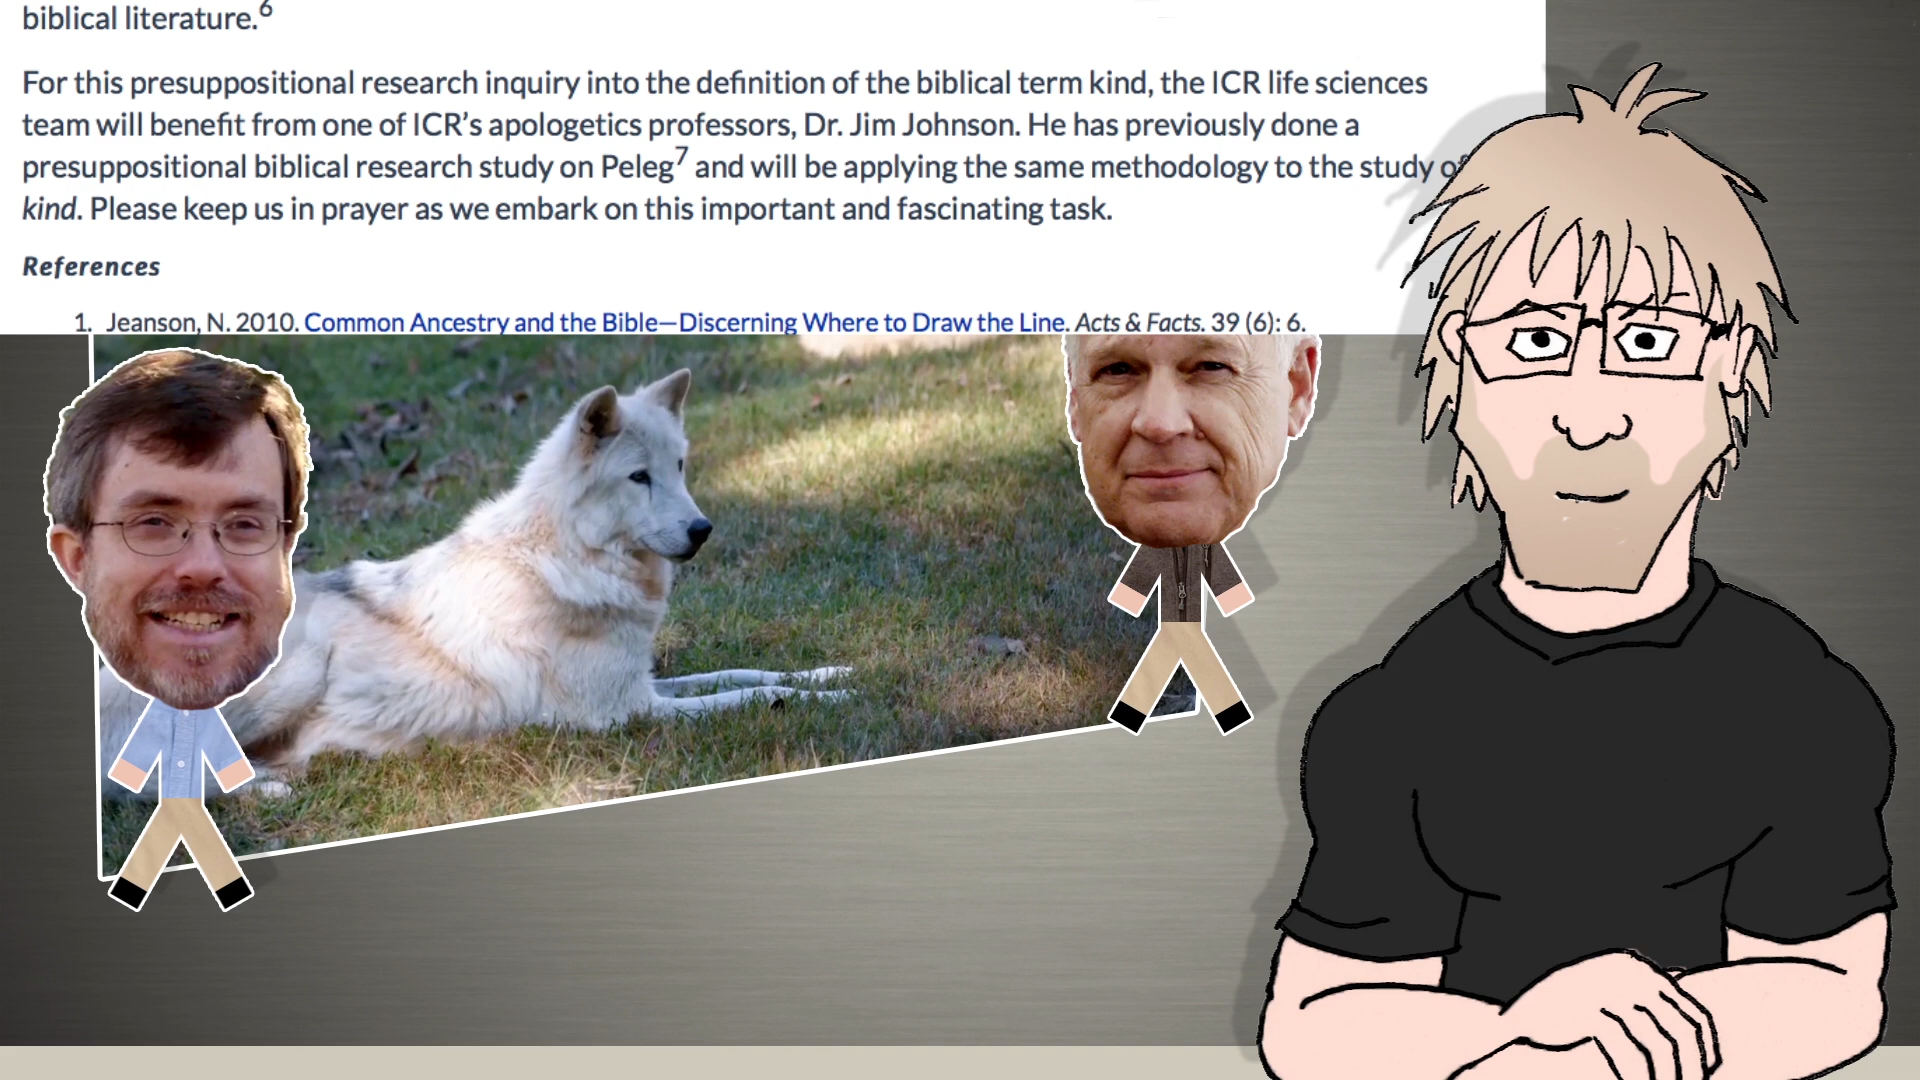 biblical literature.6
For this presuppositional research inquiry into the definition of the biblical term kind, the ICR life sciences
team will benefit from one of ICR’s apologetics professors, Dr. Jim Johnson. He has previously done a
presuppositional biblical research study on Peleg7 and will be applying the same methodology to the study of
kind. Please keep us in prayer as we embark on this important and fascinating task.
References
1. Jeanson, N. 2010. Common Ancestry and the Bible—Discerning Where to Draw the Line. Acts & Facts. 39 (6): 6.